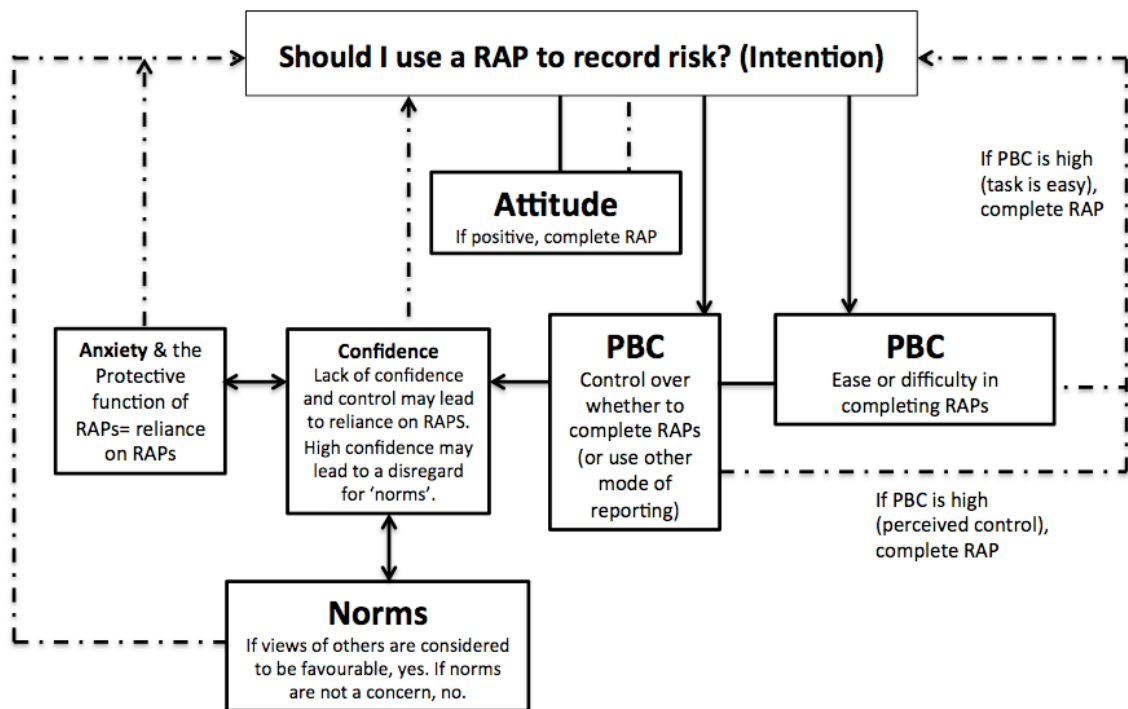 Should I use a RAP to record risk? (Intention)
If PBC is high
(task is easy),
complete RAP
Attitude
If positive, complete RAP
Anxiety & the
Protective
function of
RAPs= reliance
on RAPs
Confidence
Lack of confidence
and control may lead
to reliance on RAPS.
High confidence may
lead to a disregard
for ‘norms’.
PBC
Control over
whether to
complete RAPs
(or use other
mode of
reporting)
PBC
Ease or difficulty in
completing RAPs
If PBC is high
(perceived control),
complete RAP
Norms
If views of others are considered
to be favourable, yes. If norms
are not a concern, no.